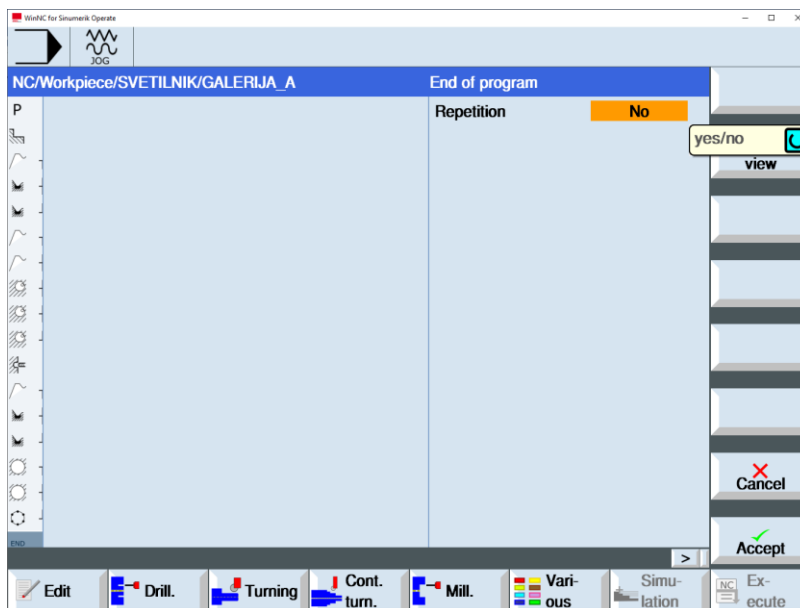 WinNC for Sinumerik Operate
JOG
NC/Workpiece/SVETILNIK/GALERIJA_A
End of program
P
Repetition
No
yes/no
view
Cancel
Accept
END
>
Edit
Drill.
Turning
Cont.
turn.
Mill.
Vari-
ous
Simu-
lation
NC
Ex-
ecute